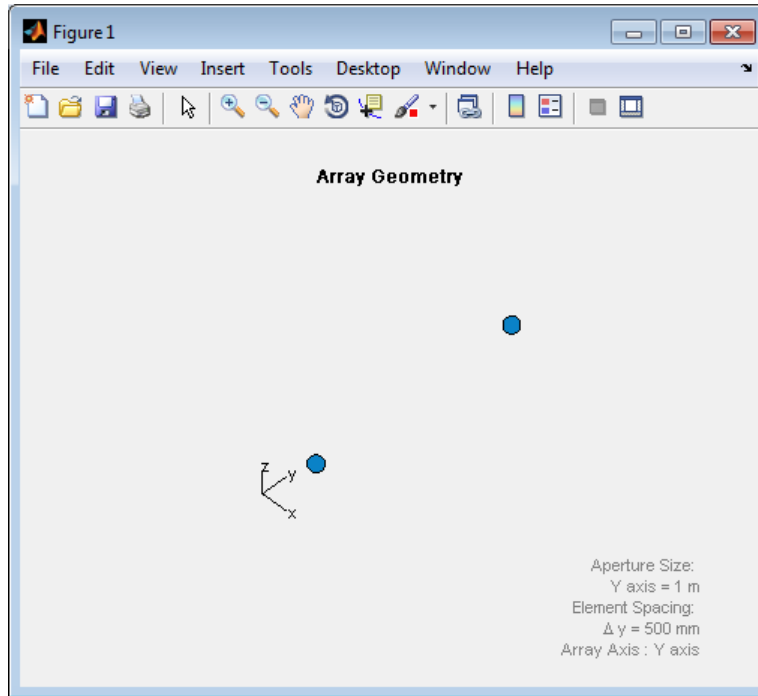 Figure 1
File Edit View Insert Tools Desktop Window Help
Array Geometry
z
y
x
Aperture Size:
Y axis = 1 m
Element Spacing:
Δ y = 500 mm
Array Axis : Y axis